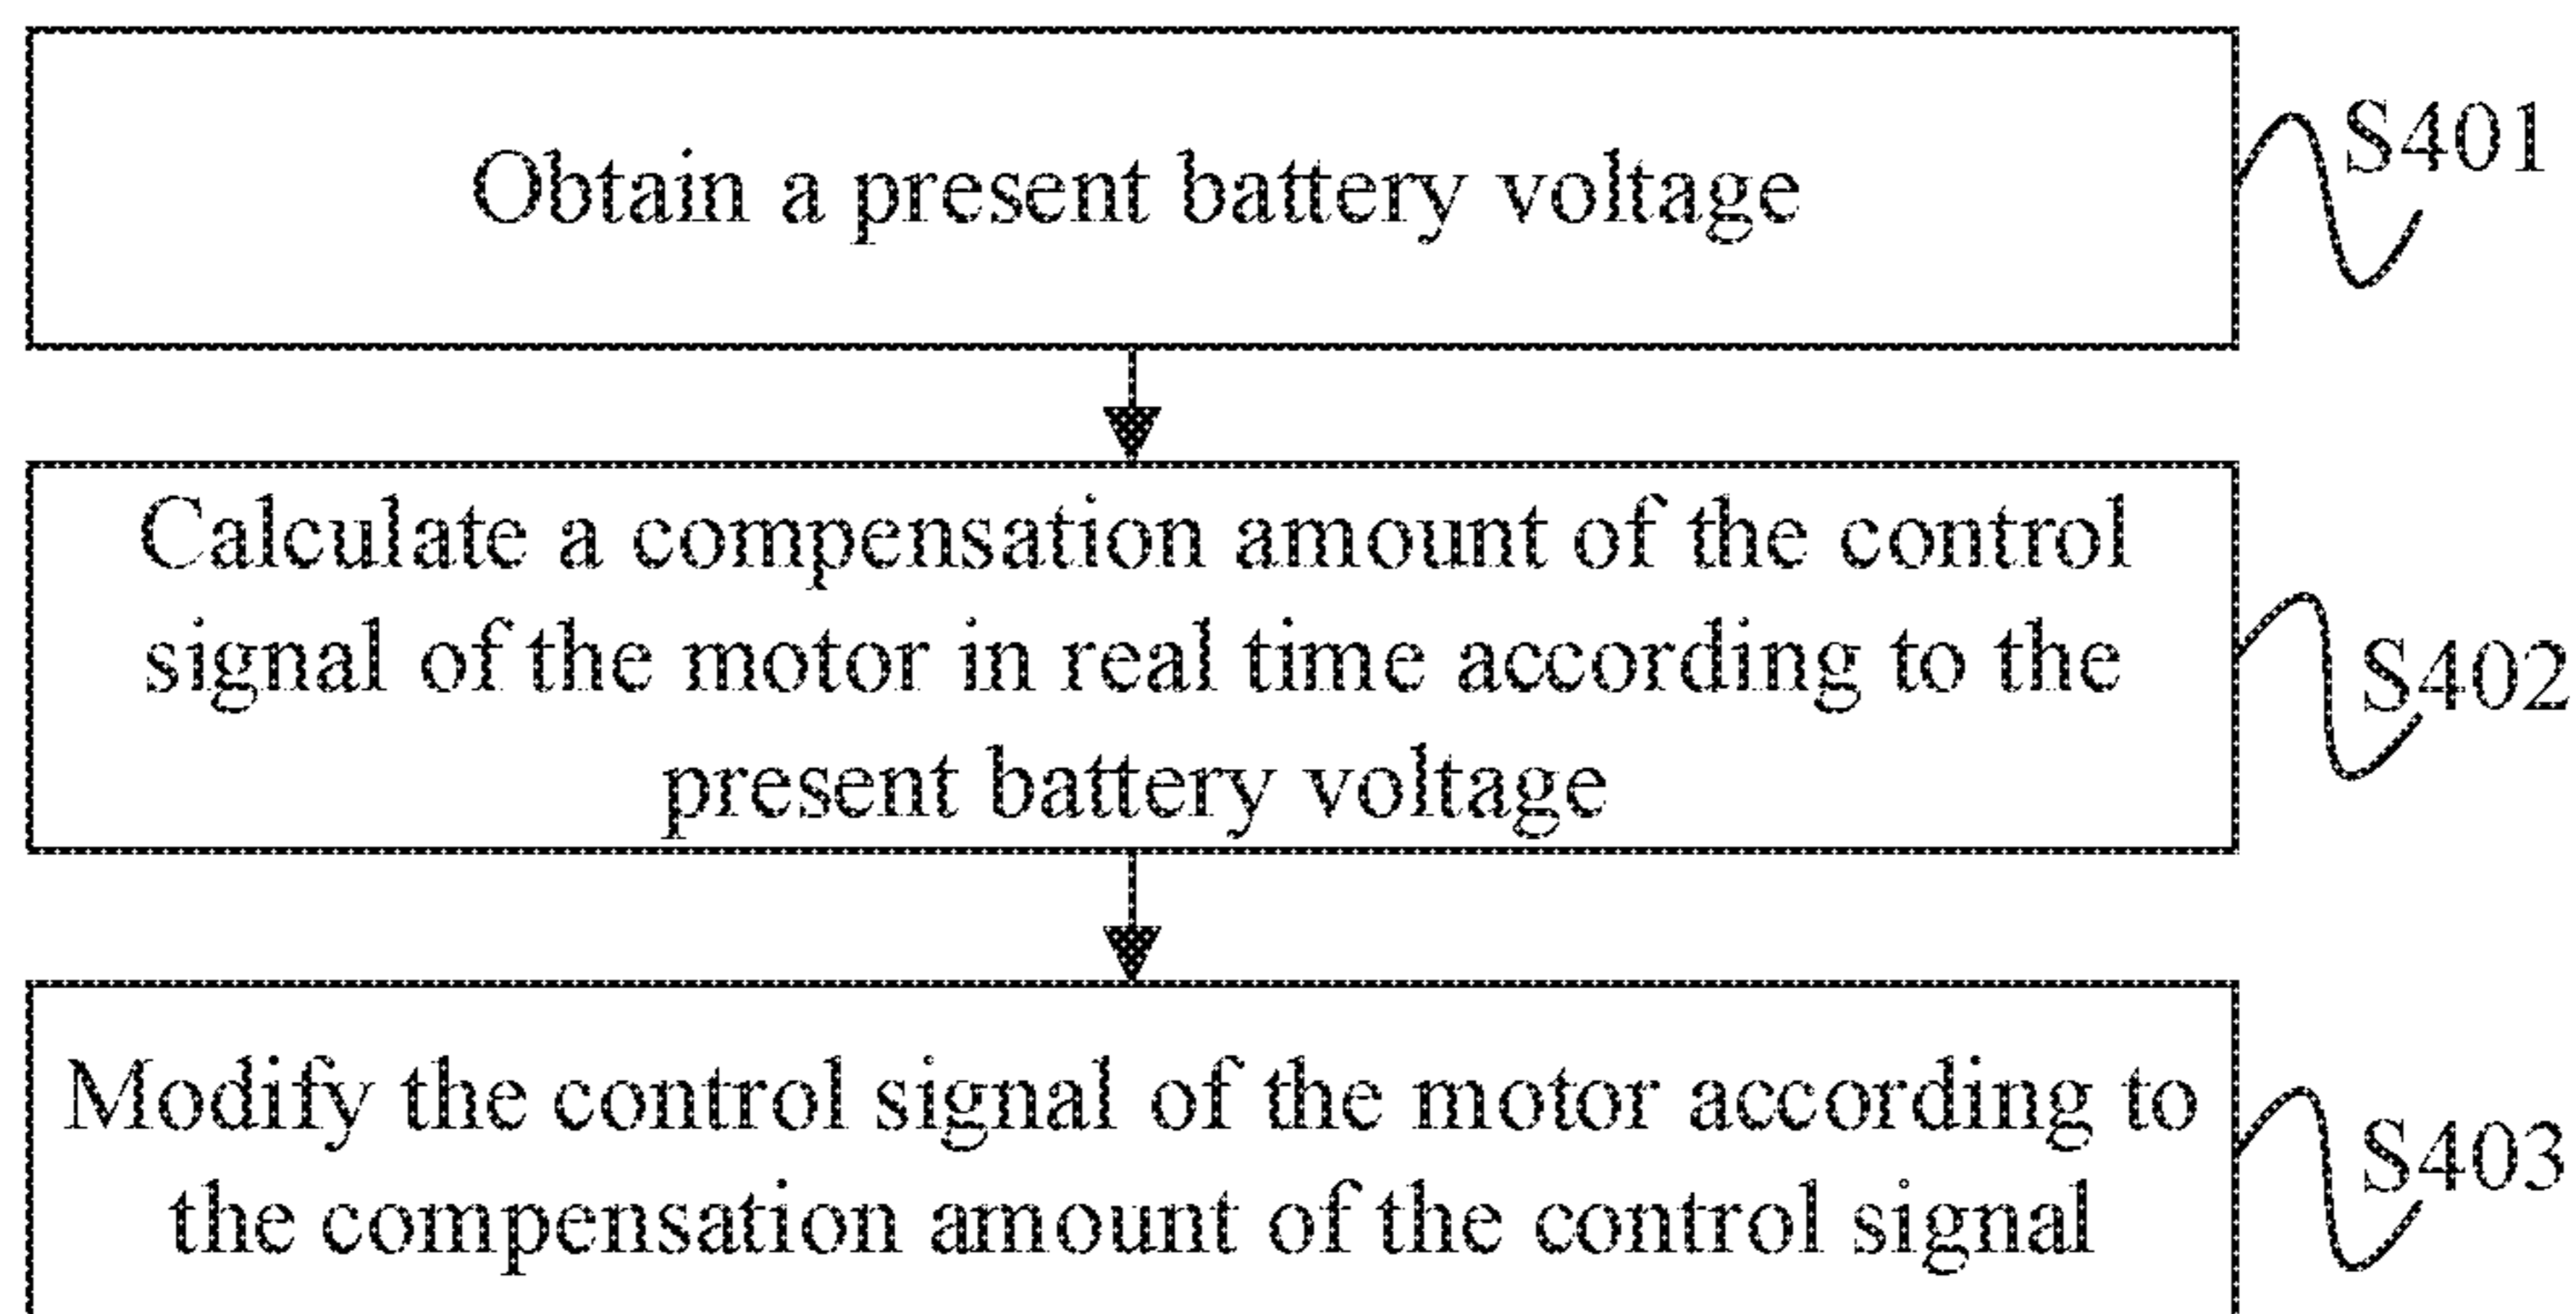 Obtain a present battery voltage
S401
Calculate a compensation amount of the control
signal of the motor in real time according to the
present battery voltage
S402
Modify the control signal of the motor according to
the compensation amount of the control signal
S403